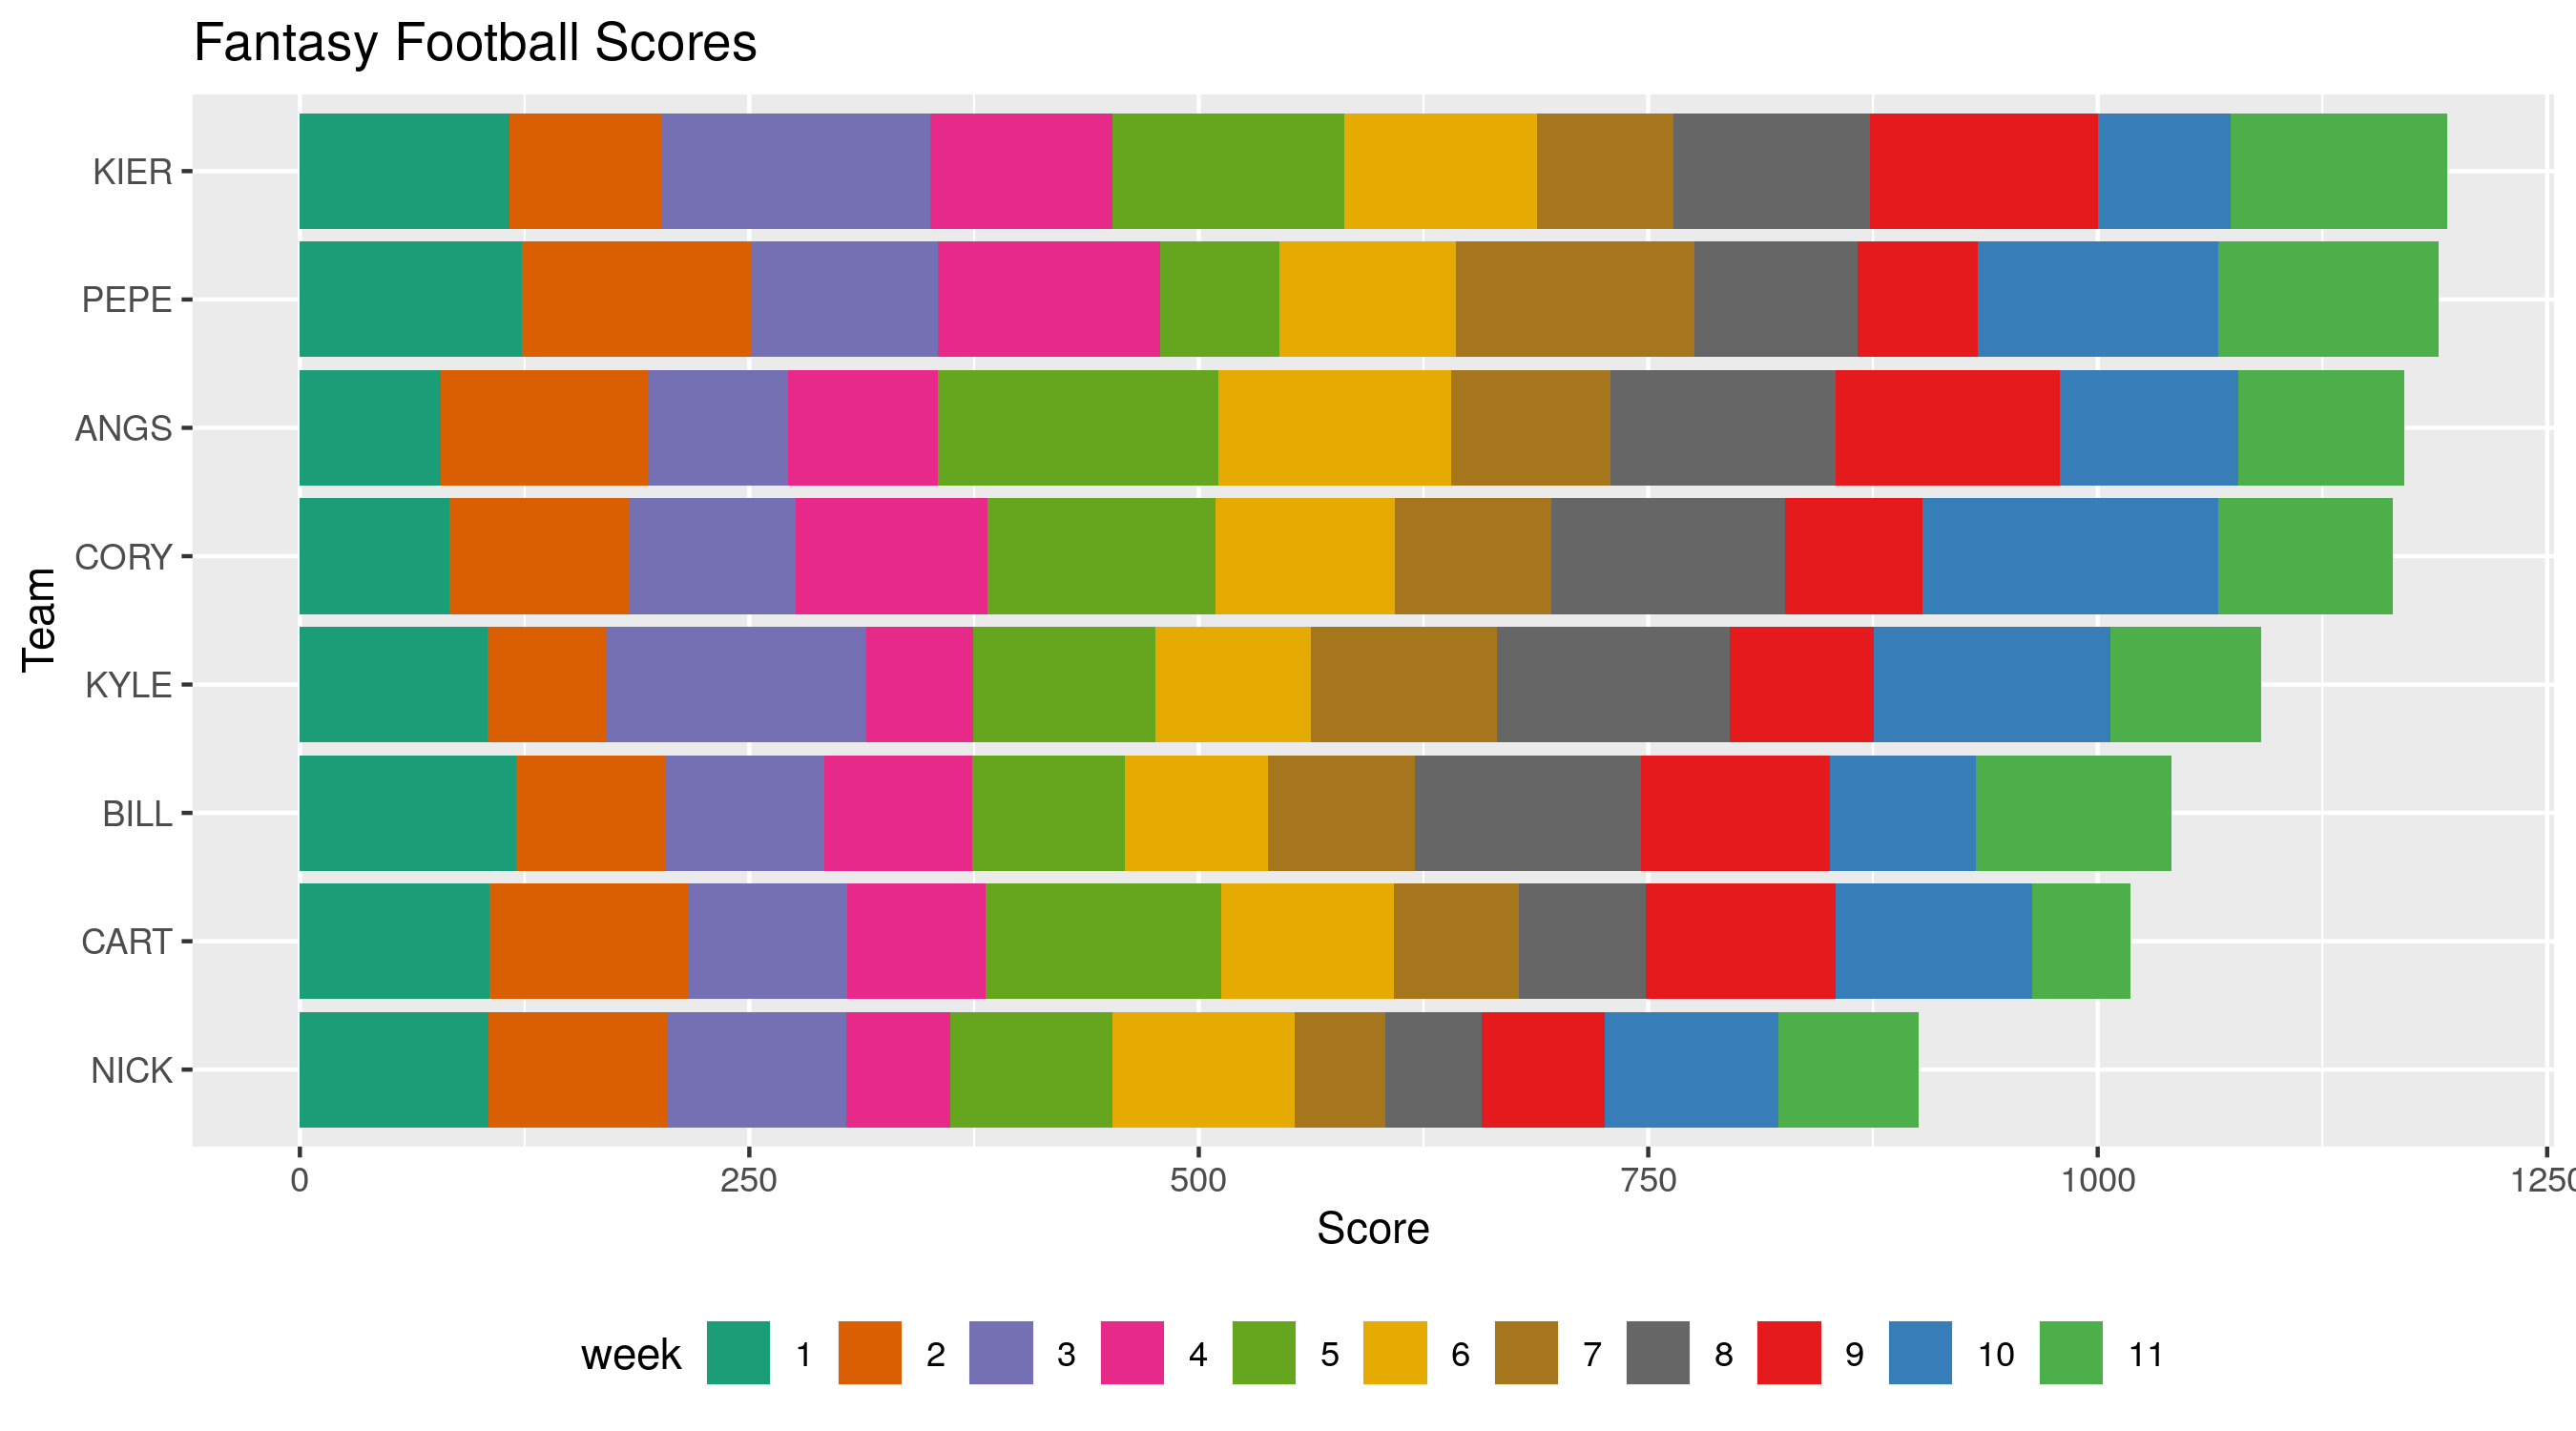 Fantasy Football Scores
Team
KIER
PEPE
ANGS
CORY
KYLE
BILL
CART
NICK
0 250 500 750 1000 1250
Score
week 1 2 3 4 5 6 7 8 9 10 11